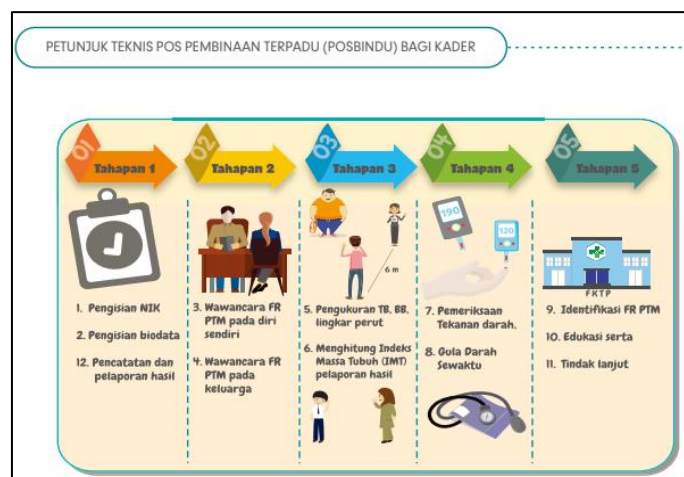 PETUNJUK TEKNIS POS PEMBINAAN TERPADU (POSBINDU) BAGI KADER
01
Tahapan 1
1. Pengisian NIK
2. Pengisian biodata
12. Pencatatan dan
pelaporan hasil
02
Tahapan 2
3. Wawancara FR
PTM pada diri
sendiri
4. Wawancara FR
PTM pada
keluarga
03
Tahapan 3
6 m
5. Pengukuran TB, BB,
lingkar perut
6. Menghitung Indeks
Massa Tubuh (IMT)
pelaporan hasil
04
Tahapan 4
190
120
7. Pemeriksaan
Tekanan darah,
8. Gula Darah
Sewaktu
05
Tahapan 5
FKTP
9. Identifikasi FR PTM
10. Edukasi serta
11. Tindak lanjut